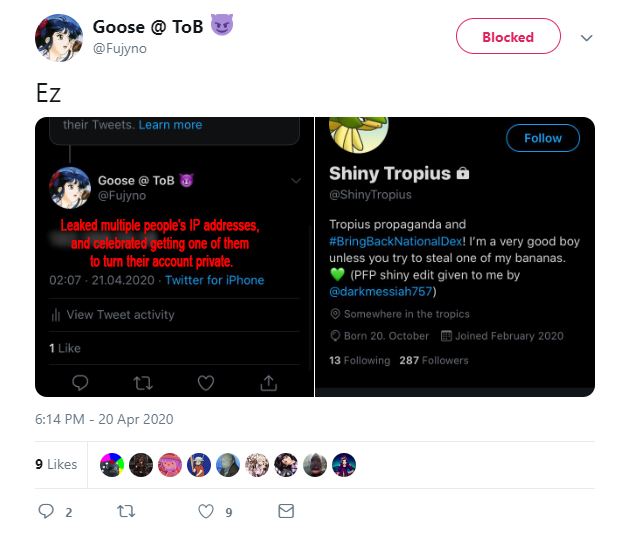 Goose @ ToB 😈
@Fujyno
Blocked
Ez
their Tweets. Learn more
Goose @ ToB 😈
@Fujyno
Leaked multiple people's IP addresses,
and celebrated getting one of them
to turn their account private.
02:07 · 21.04.2020 · Twitter for iPhone
View Tweet activity
1 Like
Follow
Shiny Tropius 🔒
@ShinyTropius
Tropius propaganda and
#BringBackNationalDex! I'm a very good boy
unless you try to steal one of my bananas.
💚 (PFP shiny edit given to me by
@darkmessiah757)
Somewhere in the tropics
Born 20. October Joined February 2020
13 Following 287 Followers
6:14 PM - 20 Apr 2020
9 Likes
2 9